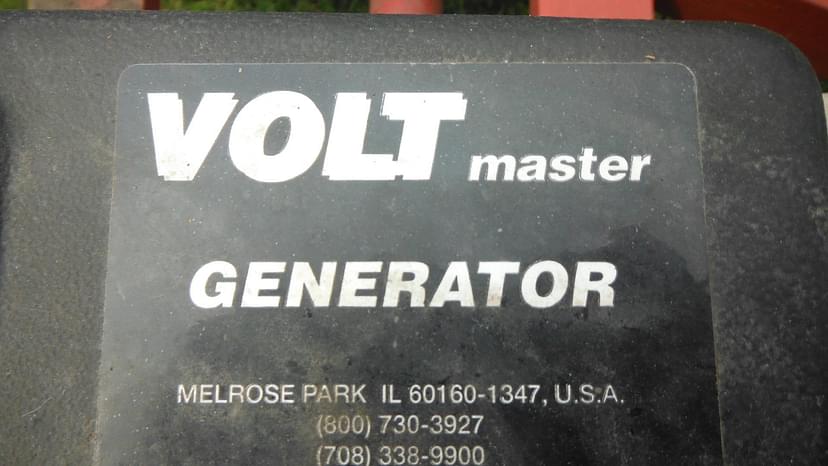 VOLT master
GENERATOR
MELROSE PARK IL 60160-1347, U.S.A.
(800) 730-3927
(708) 338-9900